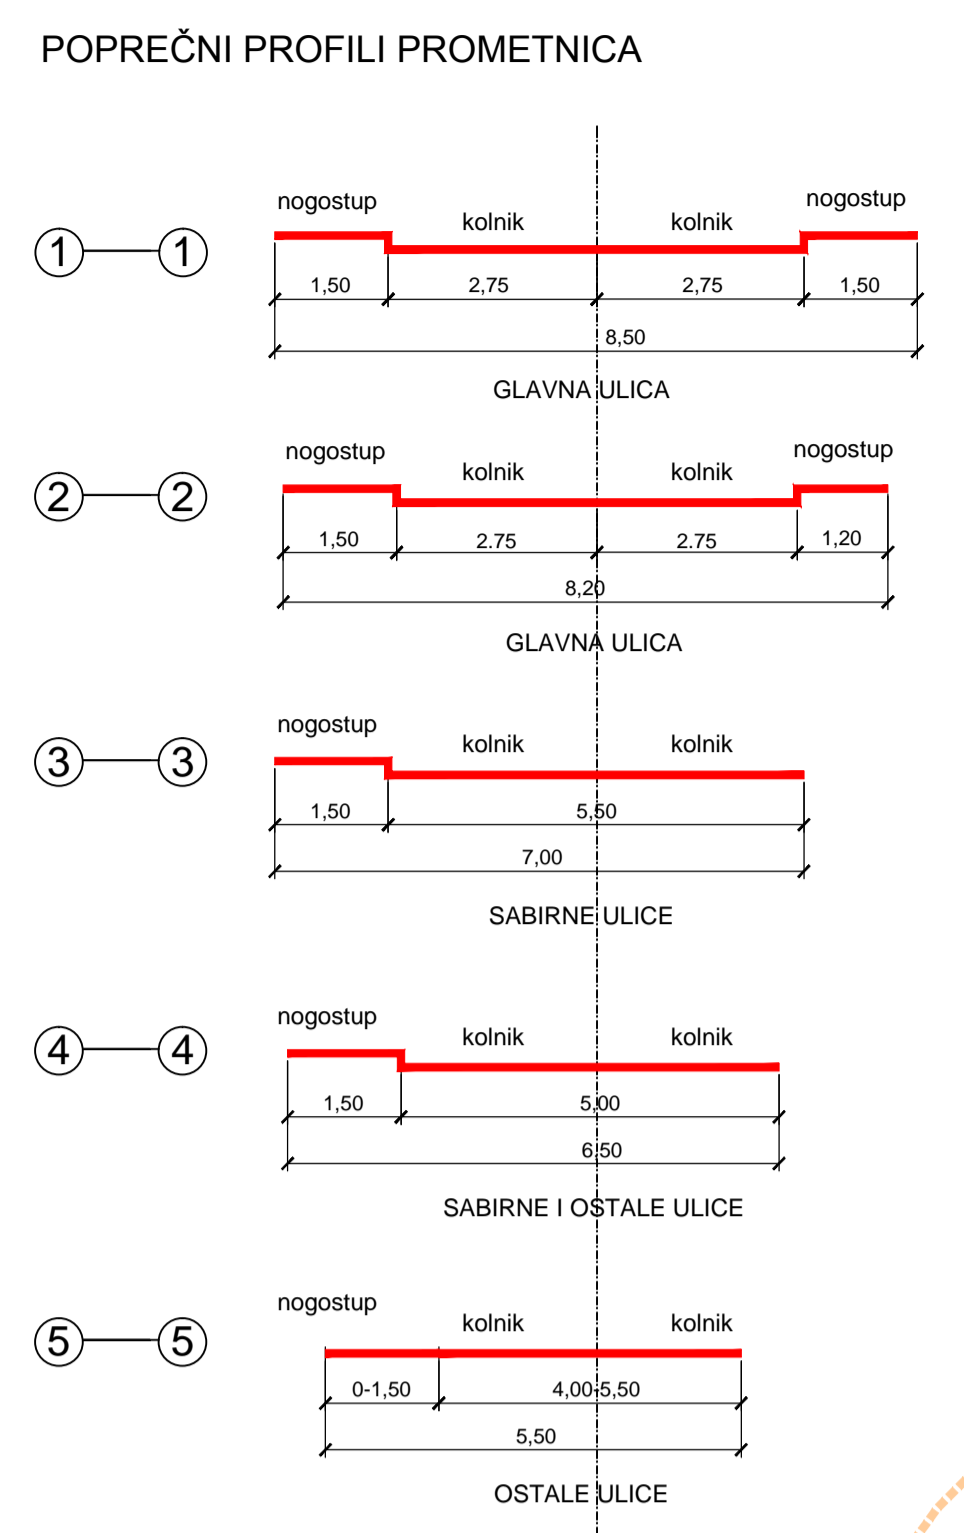 POPREČNI PROFILI PROMETNICA
nogostup kolnik kolnik nogostup
1 1
1,50 2,75 2,75 1,50
8,50
GLAVNA ULICA
nogostup kolnik kolnik nogostup
2 2
1,50 2.75 2.75 1,20
8,20
GLAVNA ULICA
nogostup kolnik kolnik
3 3
1,50 5,50
7,00
SABIRNE ULICE
nogostup kolnik kolnik
4 4
1,50 5,00
6,50
SABIRNE I OSTALE ULICE
nogostup kolnik kolnik
5 5
0-1,50 4,00-5,50
5,50
OSTALE ULICE